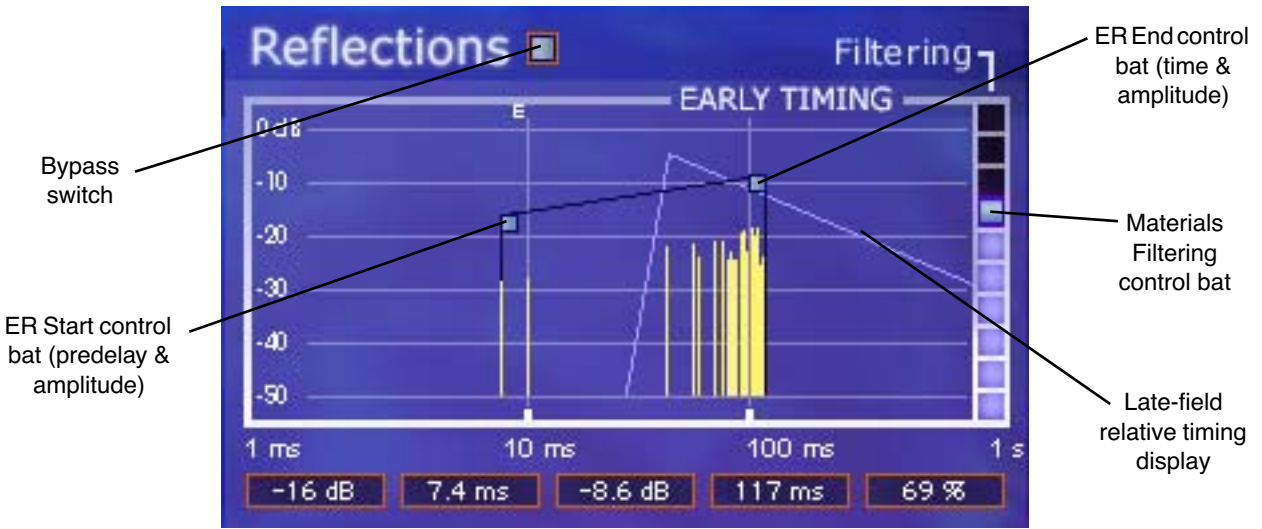 Reflections
Filtering
EARLY TIMING
E
0 dB
-10
-20
-30
-40
-50
1 ms
10 ms
100 ms
1 s
-16 dB
7.4 ms
-8.6 dB
117 ms
69 %
Bypass
switch
ER Start control
bat (predelay &
amplitude)
ER End control
bat (time &
amplitude)
Materials
Filtering
control bat
Late-field
relative timing
display